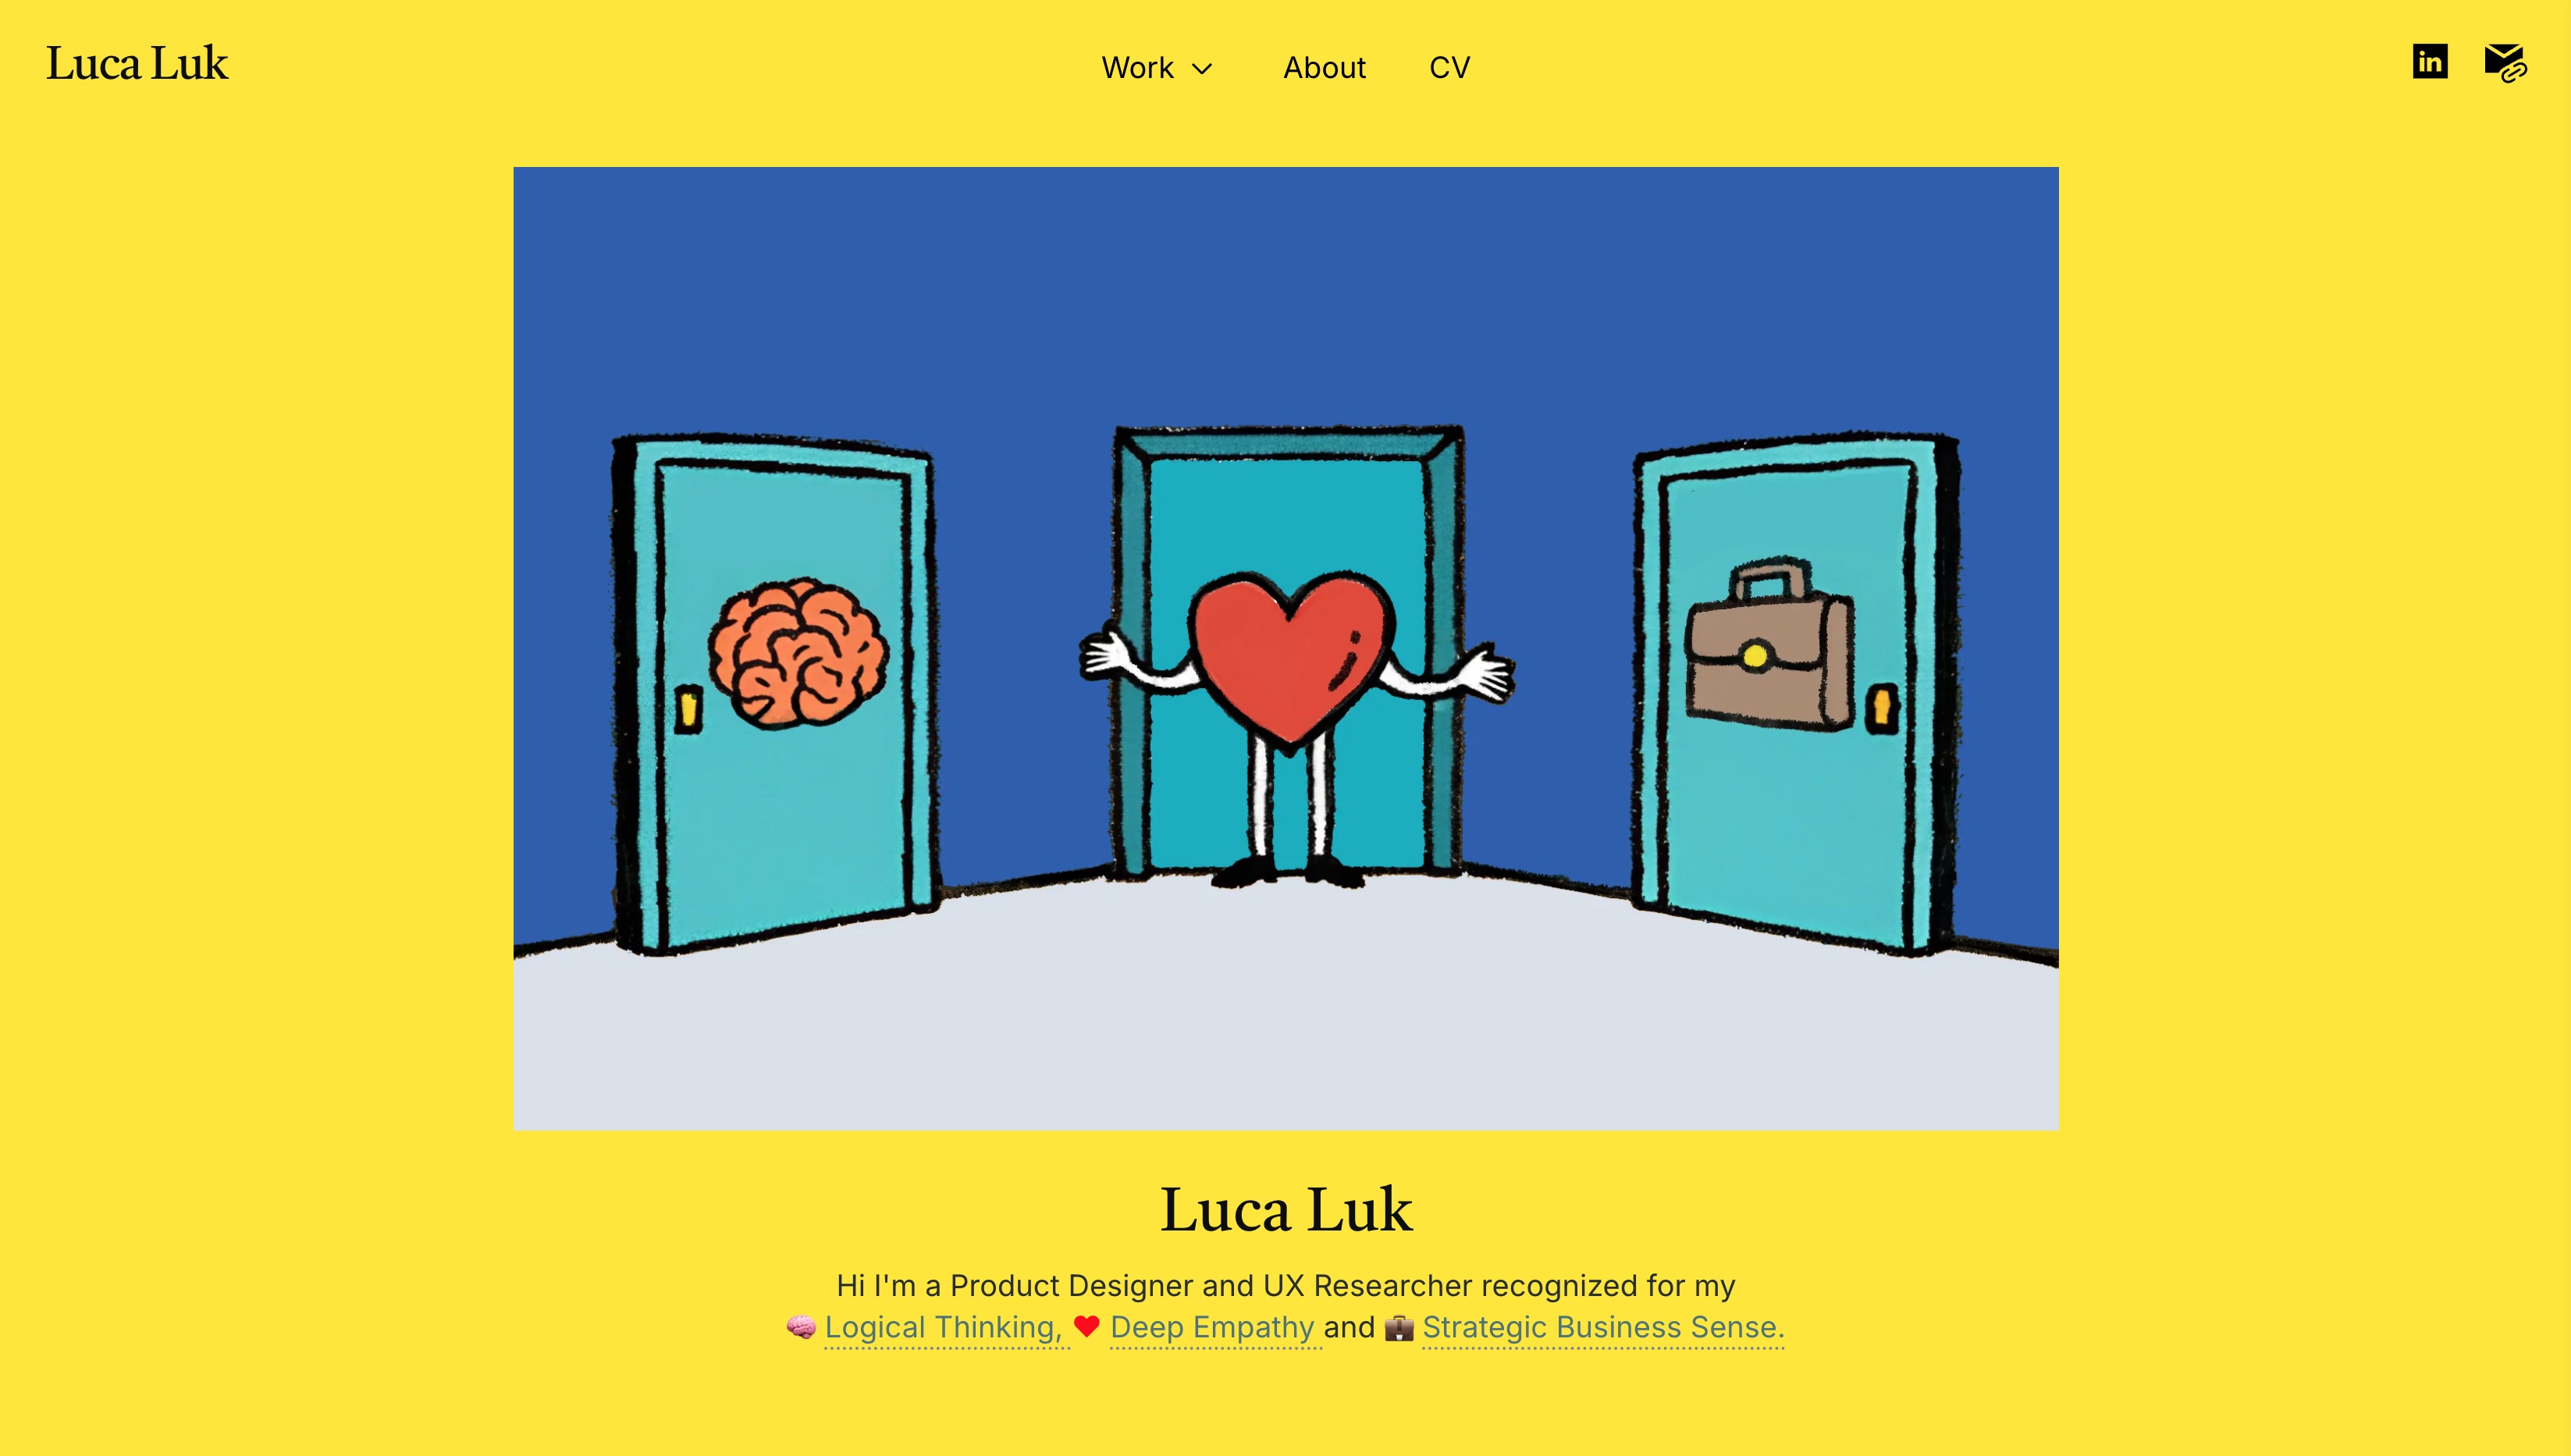 Luca Luk
Work
About
CV
in
Luca Luk
Hi I'm a Product Designer and UX Researcher recognized for my
🧠 Logical Thinking, ❤️ Deep Empathy and 💼 Strategic Business Sense.